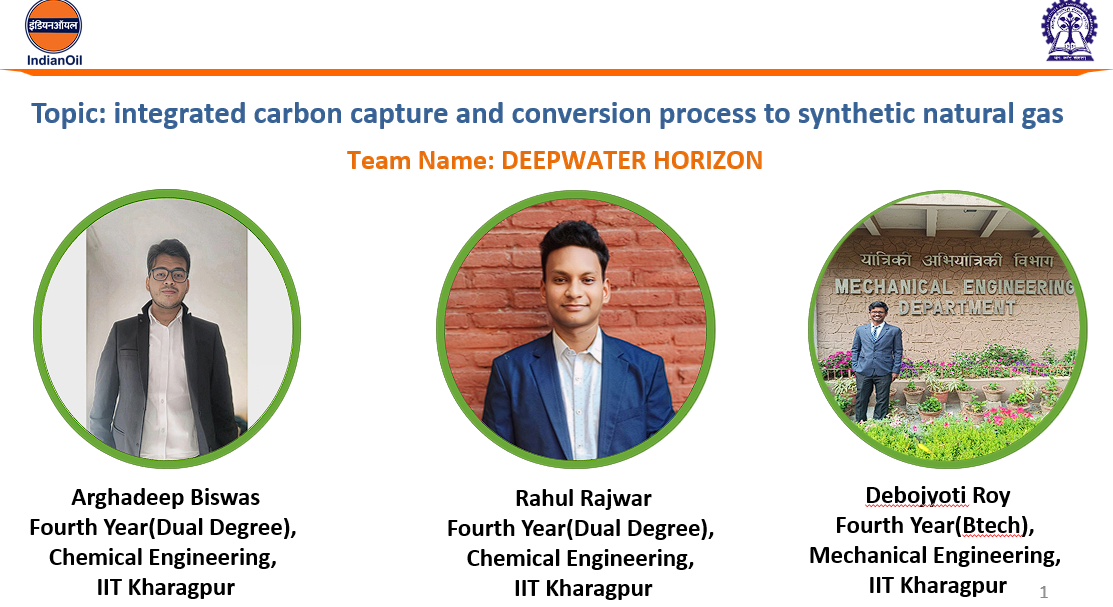 इंडियनऑयल
IndianOil
Topic: integrated carbon capture and conversion process to synthetic natural gas
Team Name: DEEPWATER HORIZON
यांत्रिकी अभियांत्रिकी विभाग
MECHANICAL ENGINEERING
DEPARTMENT
Arghadeep Biswas
Fourth Year(Dual Degree),
Chemical Engineering,
IIT Kharagpur
Rahul Rajwar
Fourth Year(Dual Degree),
Chemical Engineering,
IIT Kharagpur
Debojyoti Roy
Fourth Year(Btech),
Mechanical Engineering,
IIT Kharagpur
1